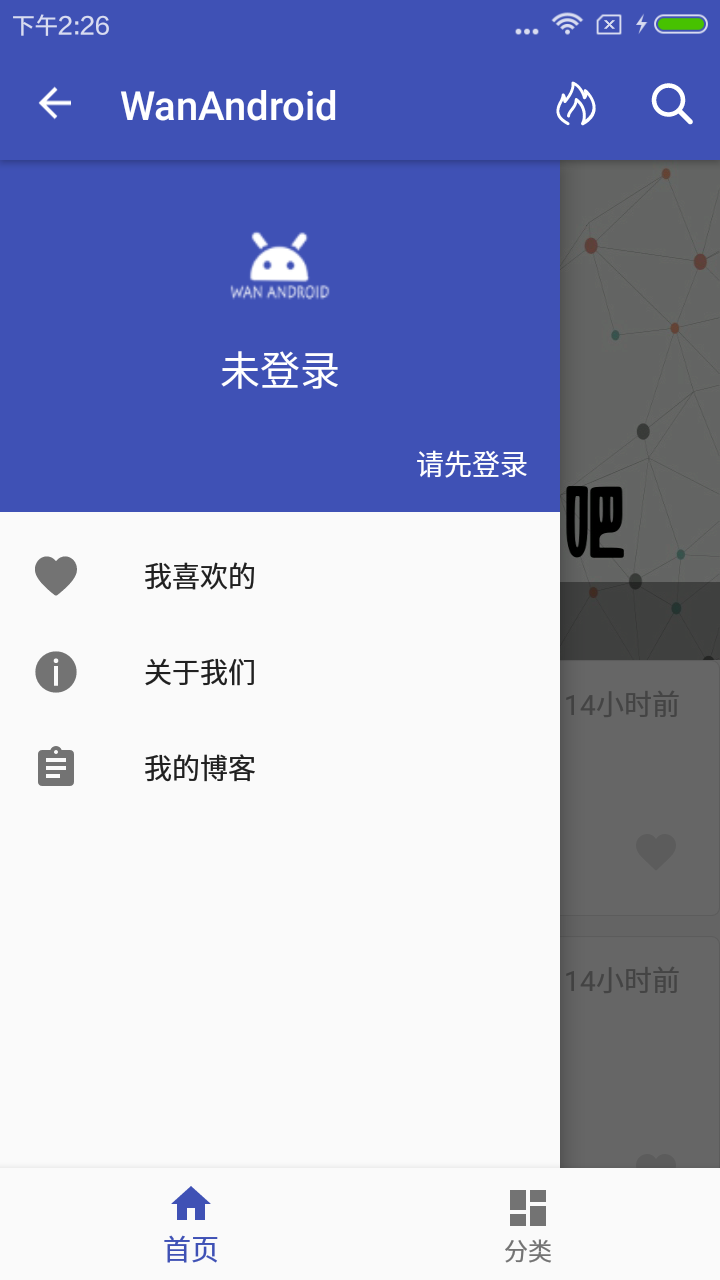 下午2:26
WanAndroid
WAN ANDROID
未登录
请先登录
吧
我喜欢的
关于我们
我的博客
14小时前
14小时前
首页
分类